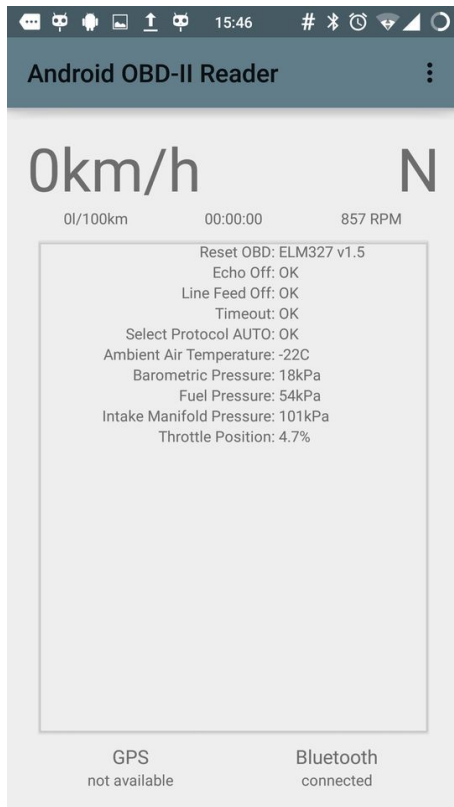 15:46 #
Android OBD-II Reader
0km/h N
0l/100km 00:00:00 857 RPM
Reset OBD: ELM327 v1.5
Echo Off: OK
Line Feed Off: OK
Timeout: OK
Select Protocol AUTO: OK
Ambient Air Temperature: -22C
Barometric Pressure: 18kPa
Fuel Pressure: 54kPa
Intake Manifold Pressure: 101kPa
Throttle Position: 4.7%
GPS Bluetooth
not available connected